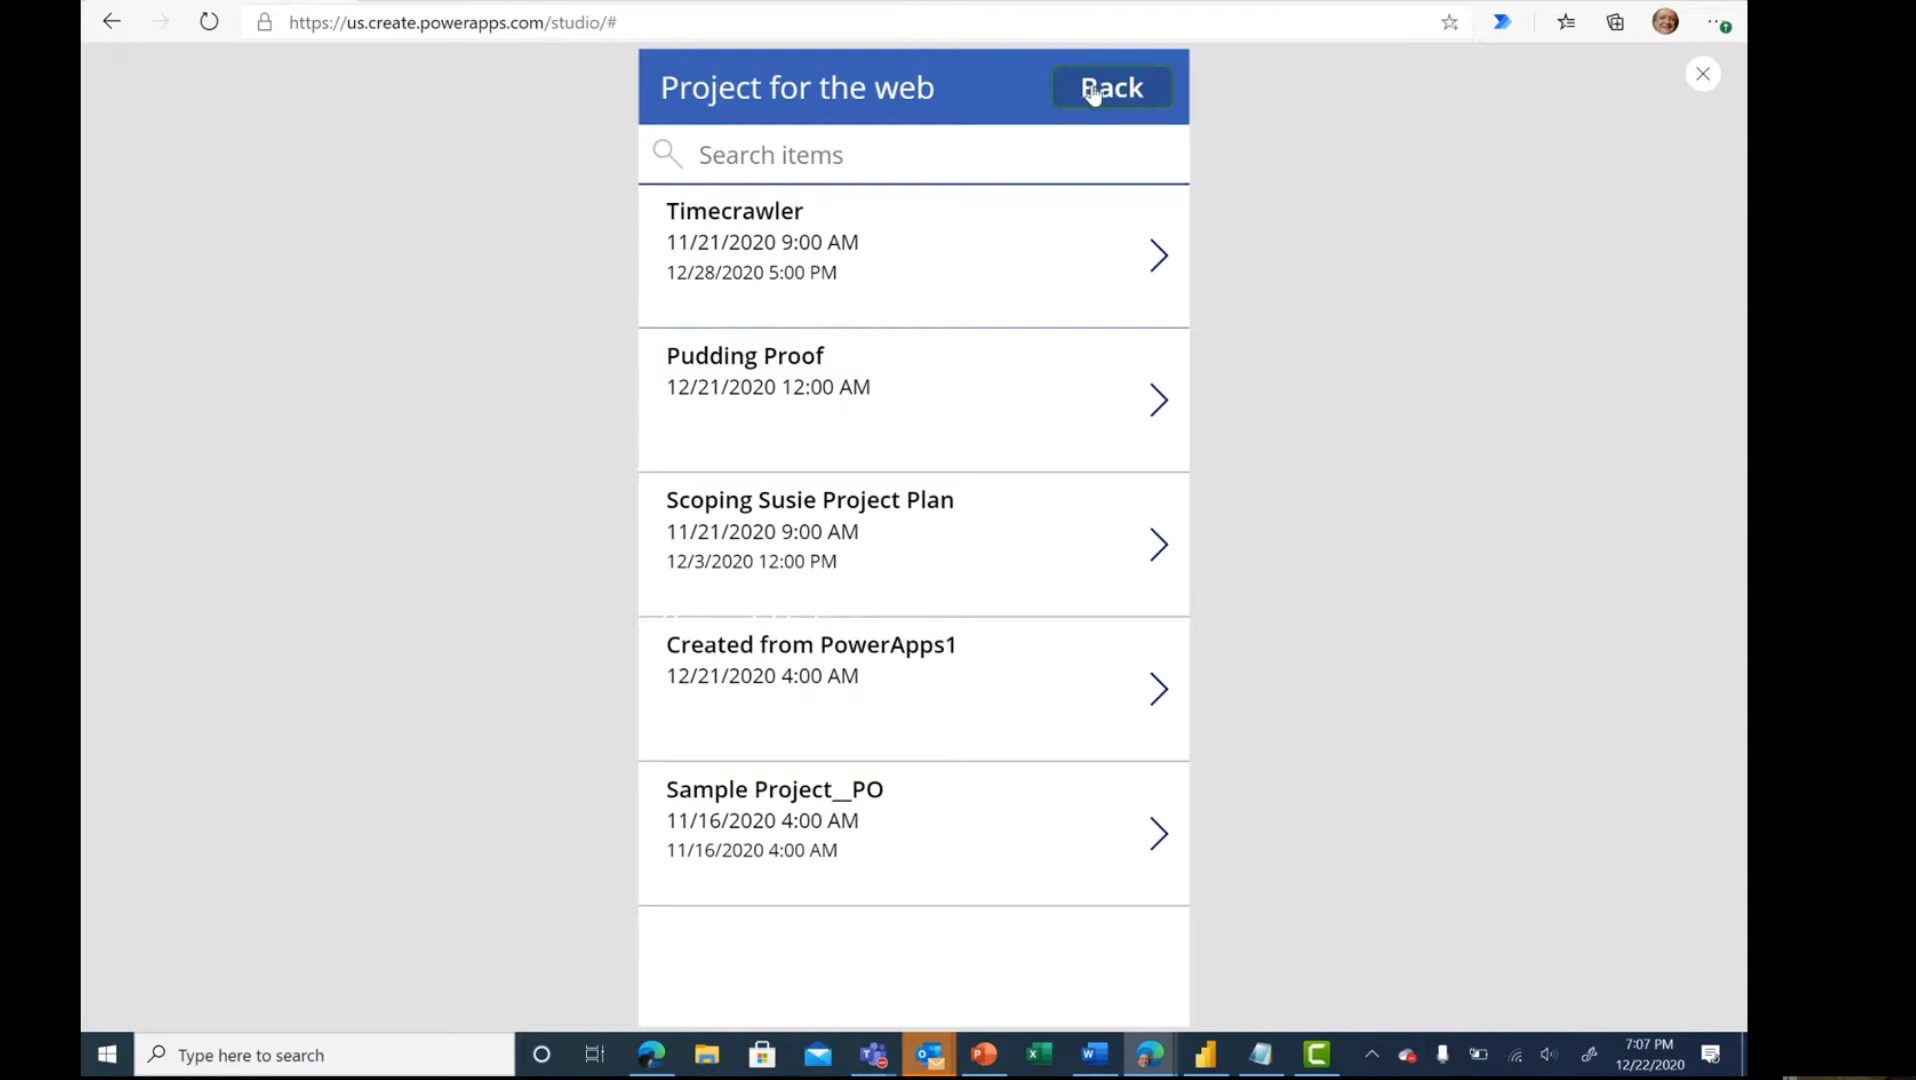 https://us.create.powerapps.com/studio/#
Project for the web
Back
Search items
Timecrawler
11/21/2020 9:00 AM
12/28/2020 5:00 PM
Pudding Proof
12/21/2020 12:00 AM
Scoping Susie Project Plan
11/21/2020 9:00 AM
12/3/2020 12:00 PM
Created from PowerApps1
12/21/2020 4:00 AM
Sample Project__PO
11/16/2020 4:00 AM
11/16/2020 4:00 AM
Type here to search
7:07 PM
12/22/2020